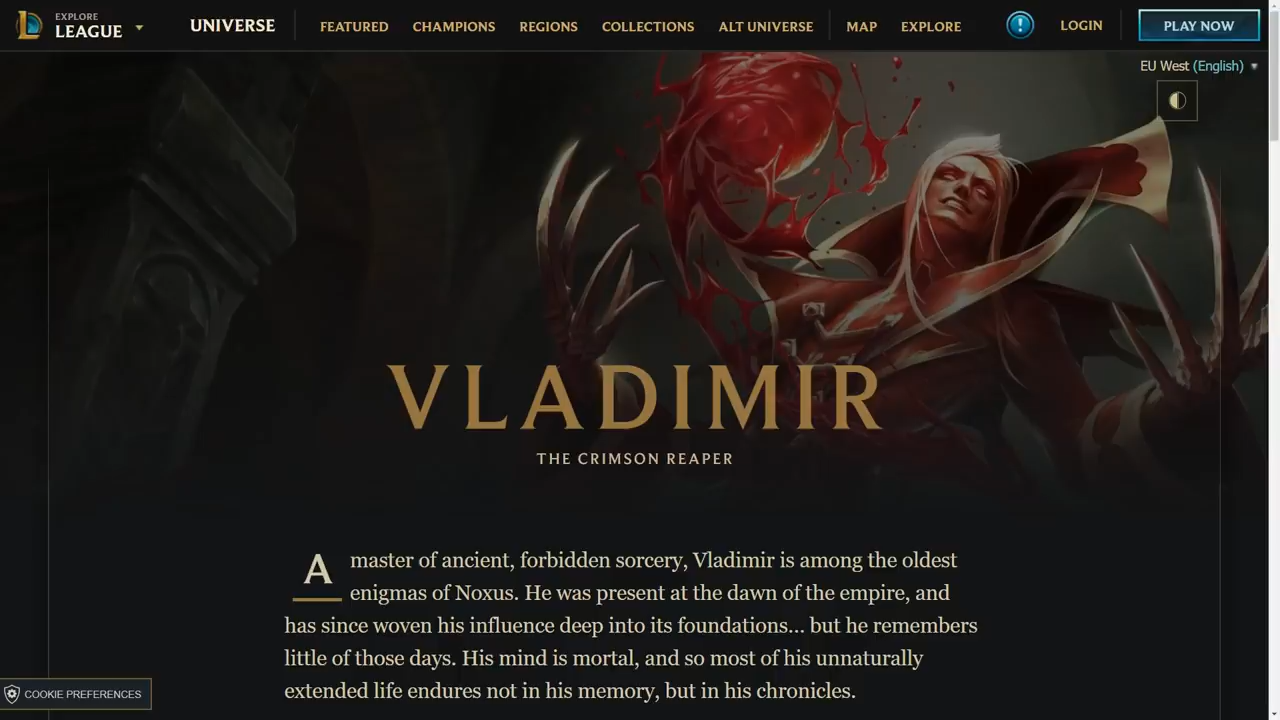 EXPLORE
LEAGUE
UNIVERSE
FEATURED
CHAMPIONS
REGIONS
COLLECTIONS
ALT UNIVERSE
MAP
EXPLORE
LOGIN
PLAY NOW
EU West (English)
VLADIMIR
THE CRIMSON REAPER
A master of ancient, forbidden sorcery, Vladimir is among the oldest
enigmas of Noxus. He was present at the dawn of the empire, and
has since woven his influence deep into its foundations... but he remembers
little of those days. His mind is mortal, and so most of his unnaturally
extended life endures not in his memory, but in his chronicles.
COOKIE PREFERENCES